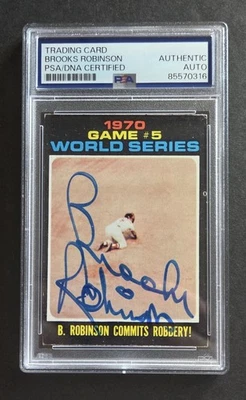 TRADING CARD
BROOKS ROBINSON
PSA/DNA CERTIFIED
PSA
AUTHENTIC
AUTO
85570316
1970
GAME #5
WORLD SERIES
Brooks
Robinson
B. ROBINSON COMMITS ROBBERY!